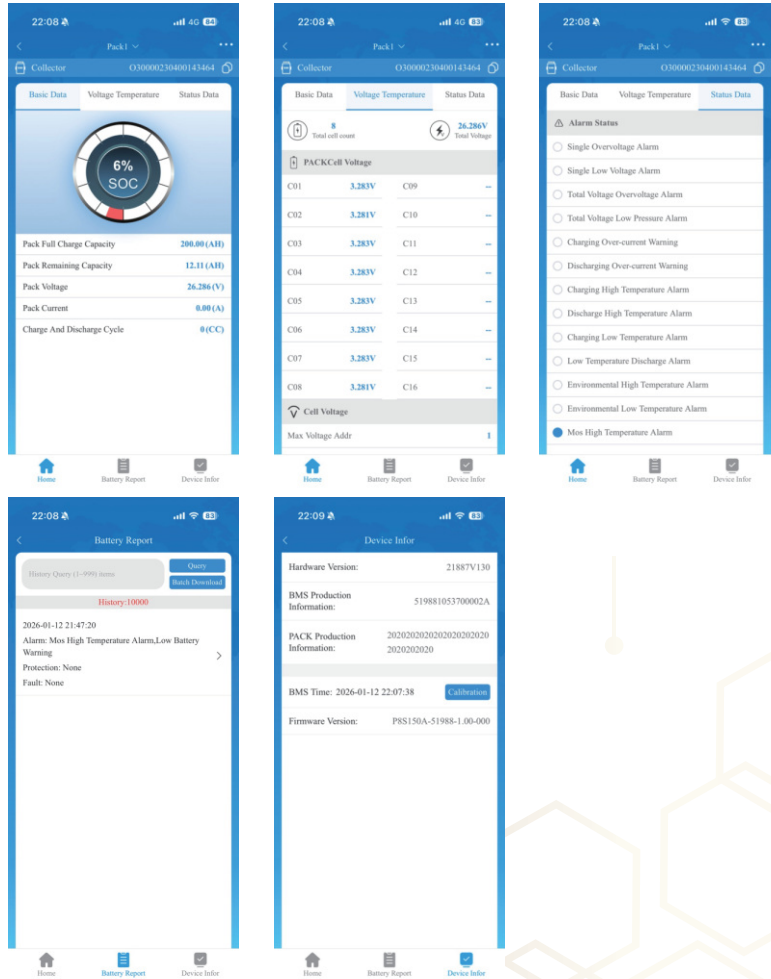 22:08
4G 84
Pack1
Collector
O30000230400143464
Basic Data Voltage Temperature Status Data
6%
SOC
Pack Full Charge Capacity 200.00(AH)
Pack Remaining Capacity 12.11(AH)
Pack Voltage 26.286(V)
Pack Current 0.00(A)
Charge And Discharge Cycle 0(CC)
Home Battery Report Device Infor
22:08
4G 83
Pack1
Collector
O30000230400143464
Basic Data Voltage Temperature Status Data
8
Total cell count
26.286V
Total Voltage
PACKCell Voltage
C01 3.283V C09 --
C02 3.281V C10 --
C03 3.283V C11 --
C04 3.283V C12 --
C05 3.283V C13 --
C06 3.283V C14 --
C07 3.283V C15 --
C08 3.281V C16 --
Cell Voltage
Max Voltage Addr 1
Home Battery Report Device Infor
22:08
83
Pack1
Collector
O30000230400143464
Basic Data Voltage Temperature Status Data
Alarm Status
Single Overvoltage Alarm
Single Low Voltage Alarm
Total Voltage Overvoltage Alarm
Total Voltage Low Pressure Alarm
Charging Over-current Warning
Discharging Over-current Warning
Charging High Temperature Alarm
Discharge High Temperature Alarm
Charging Low Temperature Alarm
Low Temperature Discharge Alarm
Environmental High Temperature Alarm
Environmental Low Temperature Alarm
Mos High Temperature Alarm
Home Battery Report Device Infor
22:08
83
Battery Report
History Query (1~999) items
Query
Batch Download
History:10000
2026-01-12 21:47:20
Alarm: Mos High Temperature Alarm,Low Battery
Warning
Protection: None
Fault: None
Home Battery Report Device Infor
22:09
83
Device Infor
Hardware Version: 21887V130
BMS Production
Information:
519881053700002A
PACK Production
Information:
20202020202020202020
2020202020
BMS Time: 2026-01-12 22:07:38 Calibration
Firmware Version: P8S150A-51988-1.00-000
Home Battery Report Device Infor